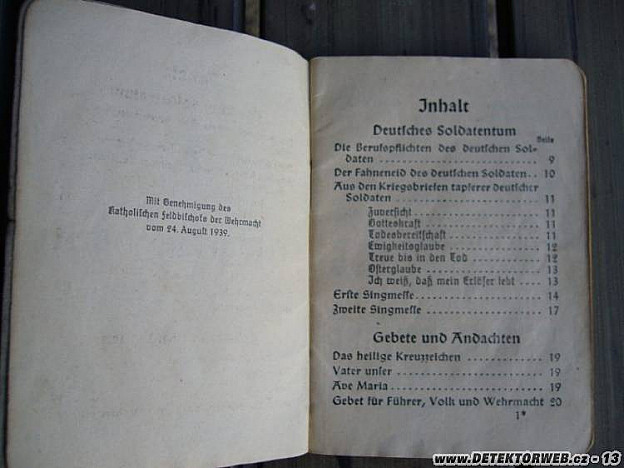 Mit Genehmigung des
Katholischen Feldbischofs der Wehrmacht
vom 24. August 1939.
Inhalt
Deutsches Soldatentum
Seite
Die Berufspflichten des deutschen Sol-
daten ............ 9
Der Fahneneid des deutschen Soldaten.. 10
Aus den Kriegsbriefen tapferer deutscher
Soldaten ............ 11
Zuversicht ............ 11
Gotteskraft ............ 11
Todesbereitschaft ............ 11
Ewigkeitsglaube ............ 12
Treue bis in den Tod ............ 12
Osterglaube ............ 13
Ich weiß, daß mein Erlöser lebt ..... 13
Erste Singmesse ............ 14
Zweite Singmesse ............ 17
Gebete und Andachten
Das heilige Kreuzzeichen ............ 19
Vater unser ............ 19
Ave Maria ............ 19
Gebet für Führer, Volk und Wehrmacht 20
1*
www.DETEKTORWEB.cz - 13